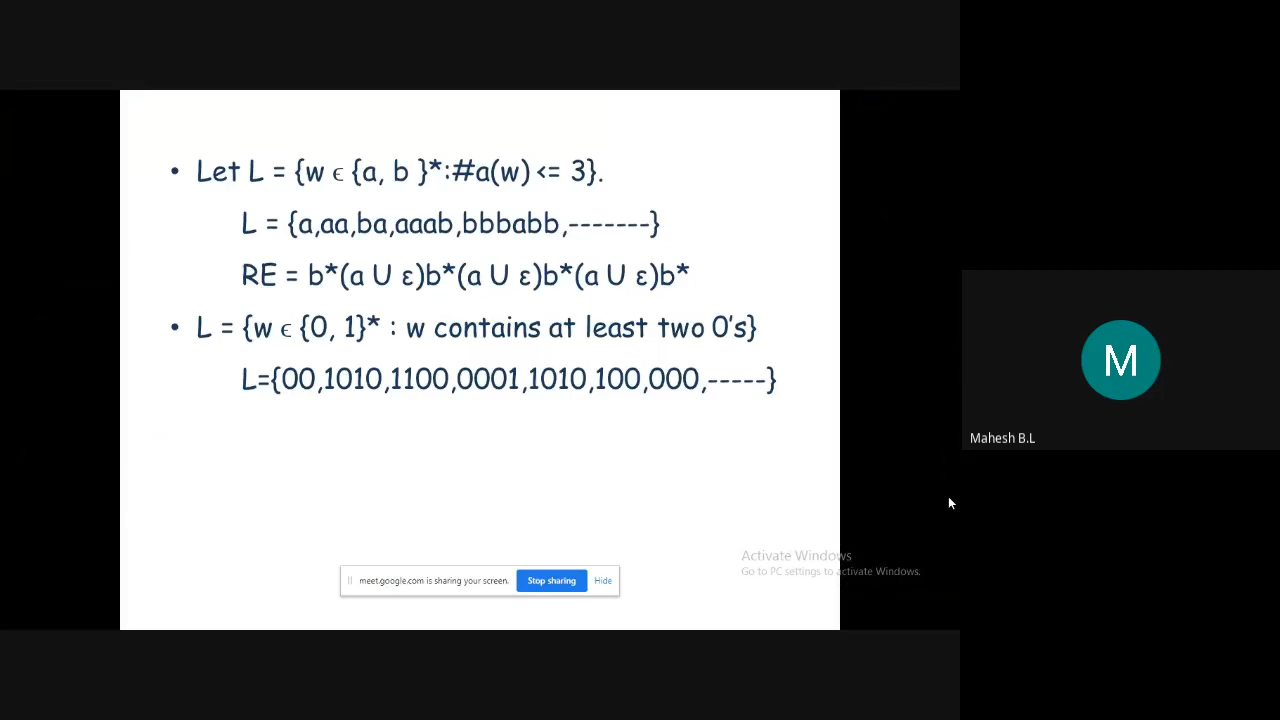 • Let L = {w ϵ {a, b }*:#a(w) <= 3}.
L = {a,aa,ba,aaab,bbbabb,-------}
RE = b*(a U ε)b*(a U ε)b*(a U ε)b*
• L = {w ϵ {0, 1}* : w contains at least two 0’s}
L={00,1010,1100,0001,1010,100,000,-----}
M
Mahesh B.L
Activate Windows
Go to PC settings to activate Windows.
meet.google.com is sharing your screen. Stop sharing Hide